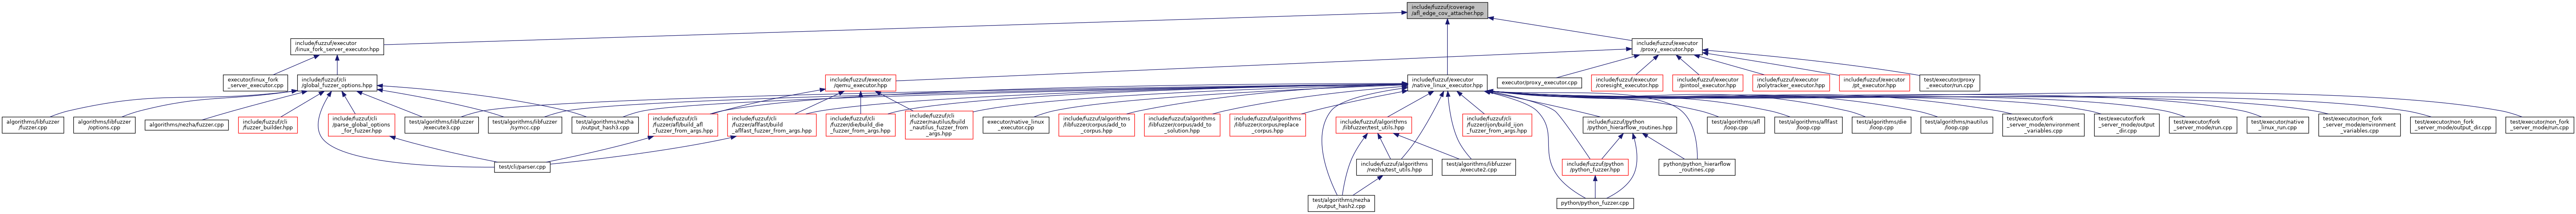 include/fuzzuf/coverage
/afl_edge_cov_attacher.hpp
include/fuzzuf/executor
/linux_fork_server_executor.hpp
include/fuzzuf/executor
/proxy_executor.hpp
executor/linux_fork
_server_executor.cpp
include/fuzzuf/cli
/global_fuzzer_options.hpp
include/fuzzuf/executor
/qemu_executor.hpp
include/fuzzuf/executor
/native_linux_executor.hpp
executor/proxy_executor.cpp
include/fuzzuf/executor
/coresight_executor.hpp
include/fuzzuf/executor
/pintool_executor.hpp
include/fuzzuf/executor
/polytracker_executor.hpp
include/fuzzuf/executor
/pt_executor.hpp
test/executor/proxy
_executor/run.cpp
algorithms/libfuzzer
/fuzzer.cpp
algorithms/libfuzzer
/options.cpp
algorithms/nezha/fuzzer.cpp
include/fuzzuf/cli
/fuzzer_builder.hpp
include/fuzzuf/cli
/parse_global_options
_for_fuzzer.hpp
test/algorithms/libfuzzer
/execute3.cpp
test/algorithms/libfuzzer
/symcc.cpp
test/algorithms/nezha
/output_hash3.cpp
include/fuzzuf/cli
/fuzzer/afl/build_afl
_fuzzer_from_args.hpp
include/fuzzuf/cli
/fuzzer/aflfast/build
_aflfast_fuzzer_from_args.hpp
include/fuzzuf/cli
/fuzzer/die/build_die
_fuzzer_from_args.hpp
include/fuzzuf/cli
/fuzzer/nautilus/build
_nautilus_fuzzer_from
_args.hpp
executor/native_linux
_executor.cpp
include/fuzzuf/algorithms
/libfuzzer/corpus/add_to
_corpus.hpp
include/fuzzuf/algorithms
/libfuzzer/corpus/add_to
_solution.hpp
include/fuzzuf/algorithms
/libfuzzer/corpus/replace
_corpus.hpp
include/fuzzuf/algorithms
/libfuzzer/test_utils.hpp
include/fuzzuf/cli
/fuzzer/ijon/build_ijon
_fuzzer_from_args.hpp
include/fuzzuf/python
/python_hierarflow_routines.hpp
test/algorithms/afl
/loop.cpp
test/algorithms/aflfast
/loop.cpp
test/algorithms/die
/loop.cpp
test/algorithms/nautilus
/loop.cpp
test/executor/fork
_server_mode/environment
_variables.cpp
test/executor/fork
_server_mode/output
_dir.cpp
test/executor/fork
_server_mode/run.cpp
test/executor/native
_linux_run.cpp
test/executor/non_fork
_server_mode/environment
_variables.cpp
test/executor/non_fork
_server_mode/output_dir.cpp
test/executor/non_fork
_server_mode/run.cpp
test/cli/parser.cpp
include/fuzzuf/algorithms
/nezha/test_utils.hpp
test/algorithms/libfuzzer
/execute2.cpp
include/fuzzuf/python
/python_fuzzer.hpp
python/python_hierarflow
_routines.cpp
test/algorithms/nezha
/output_hash2.cpp
python/python_fuzzer.cpp